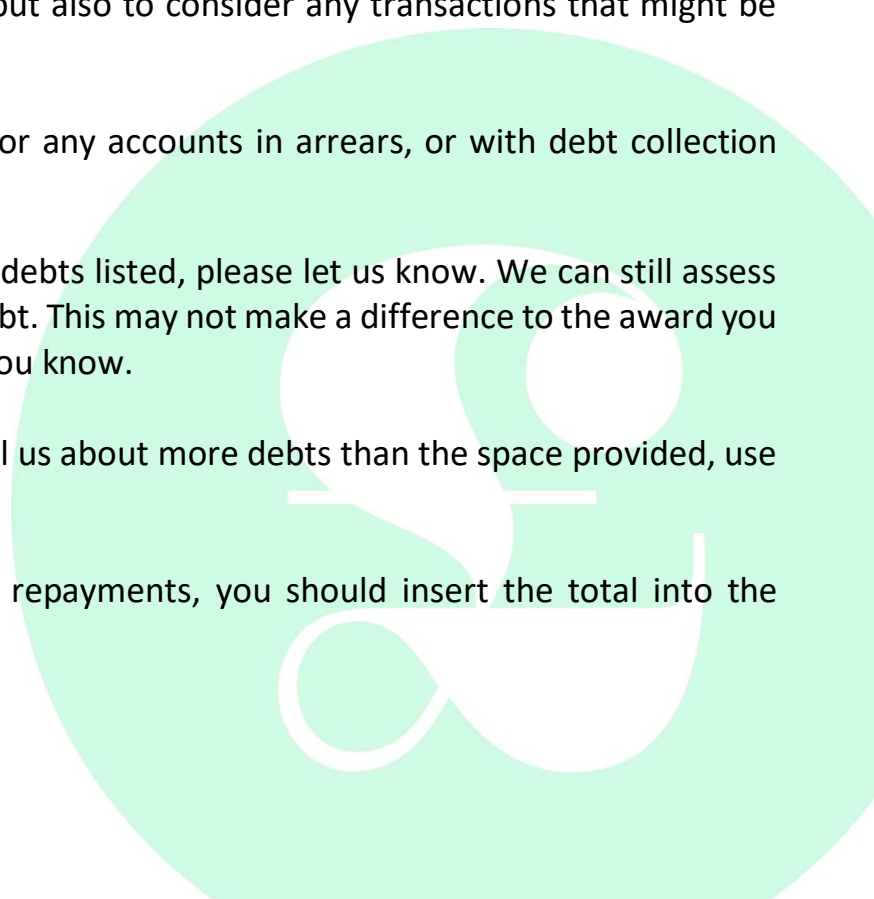 but also to consider any transactions that might be
or any accounts in arrears, or with debt collection
debts listed, please let us know. We can still assess
bt. This may not make a difference to the award you
ou know.
l us about more debts than the space provided, use
repayments, you should insert the total into the
£